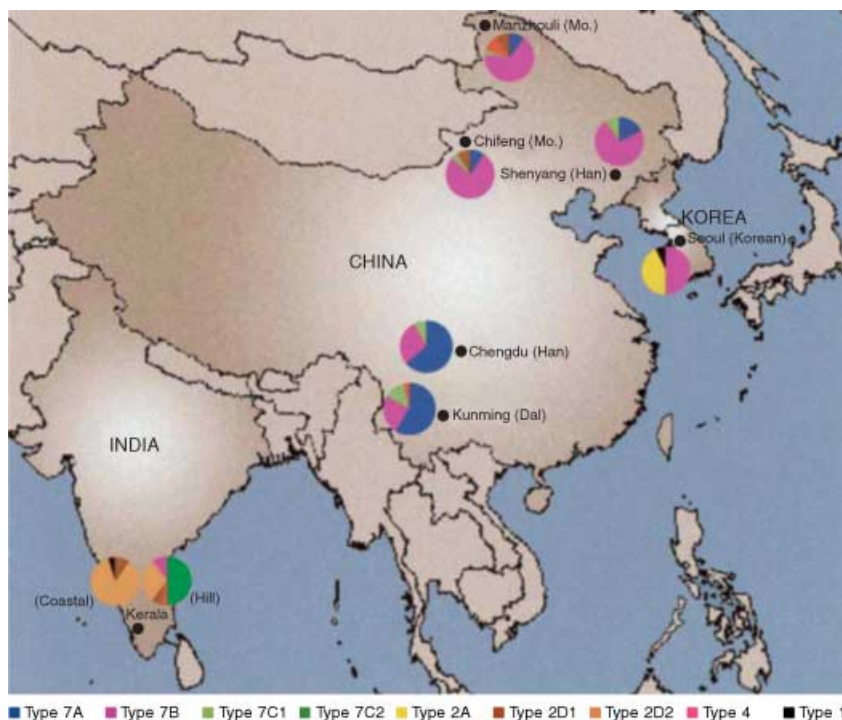 Manzhouli (Mo.)
Chifeng (Mo.)
Shenyang (Han)
KOREA
Seoul (Korean)
CHINA
Chengdu (Han)
Kunming (Dal)
INDIA
(Coastal)
(Hill)
Kerala
Type 7A Type 7B Type 7C1 Type 7C2 Type 2A Type 2D1 Type 2D2 Type 4 Type 1